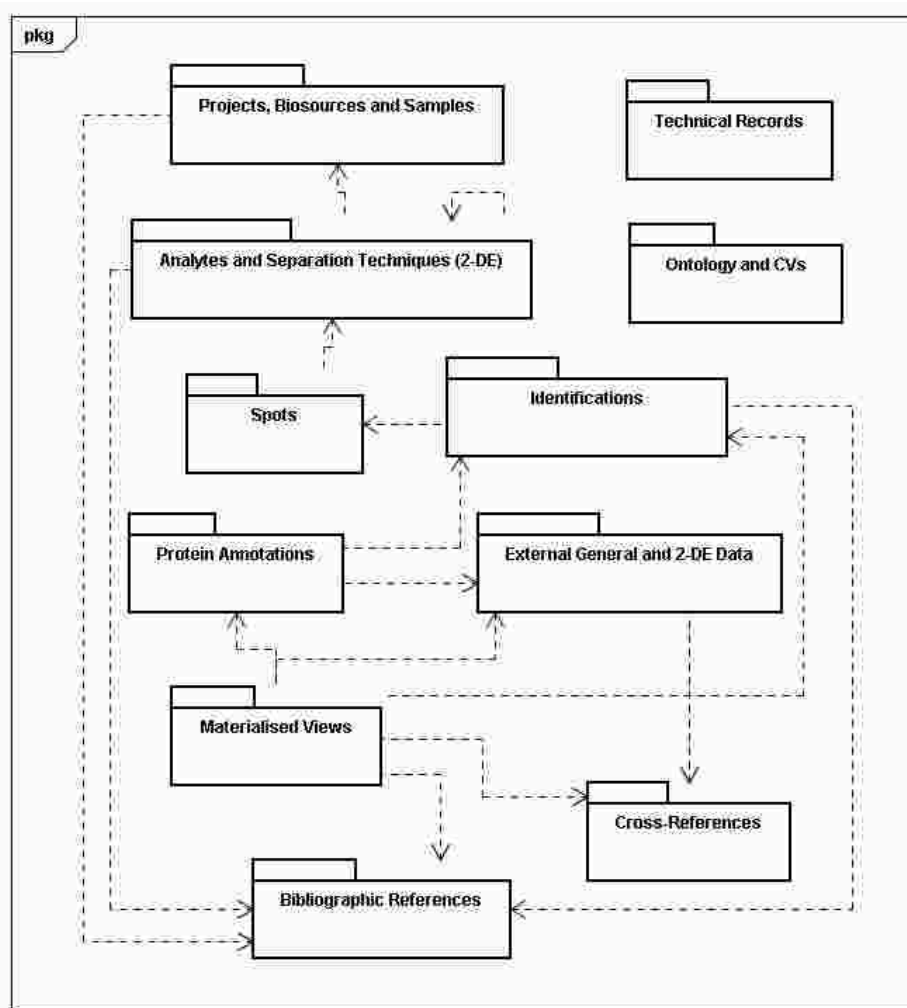 pkg
Projects, Biosources and Samples
Technical Records
Analytes and Separation Techniques (2-DE)
Ontology and CVs
Identifications
Spots
Protein Annotations
External General and 2-DE Data
Materialised Views
Cross-References
Bibliographic References